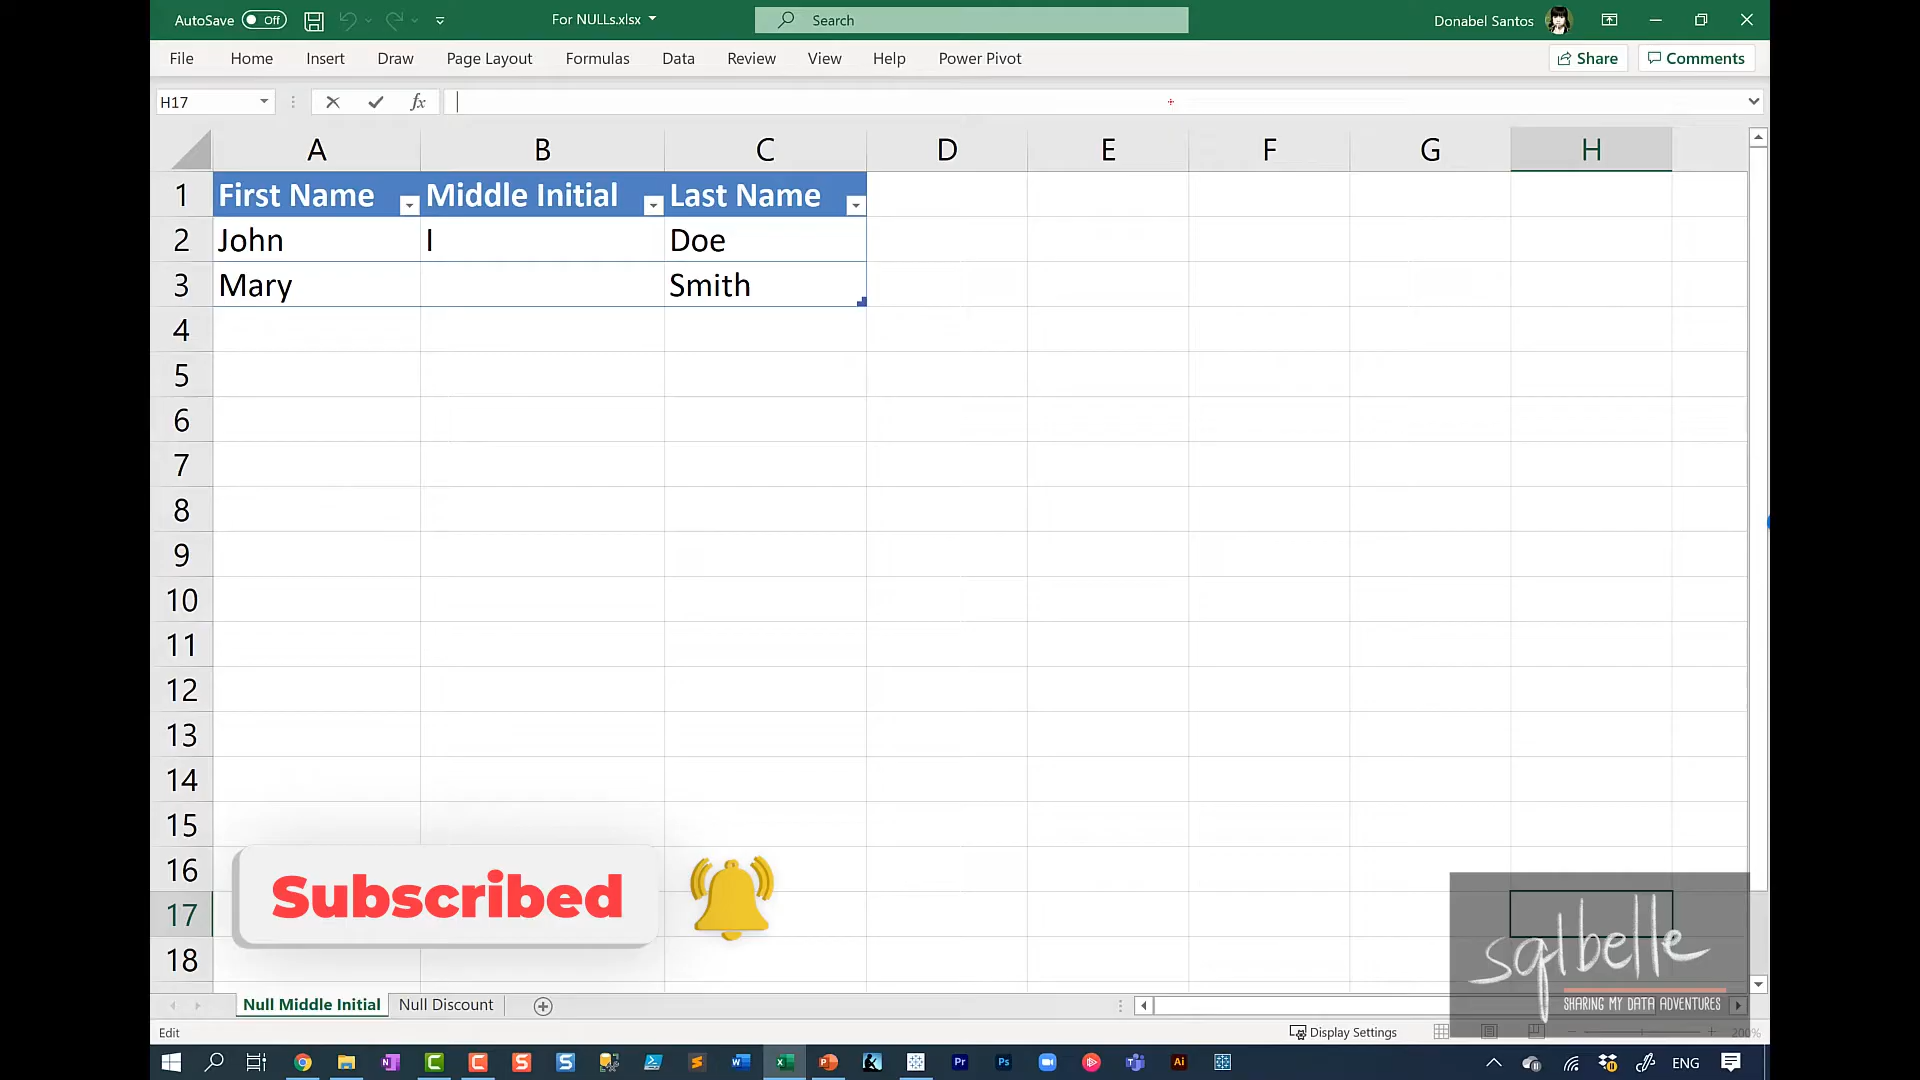 AutoSave Off For NULLs.xlsx Search Donabel Santos
File Home Insert Draw Page Layout Formulas Data Review View Help Power Pivot Share Comments
H17 fx
A B C D E F G H
1 First Name Middle Initial Last Name
2 John I Doe
3 Mary Smith
4
5
6
7
8
9
10
11
12
13
14
15
16
Subscribed
17
sqlbelle
18
SHARING MY DATA ADVENTURES
Null Middle Initial Null Discount
Edit Display Settings 200%
ENG